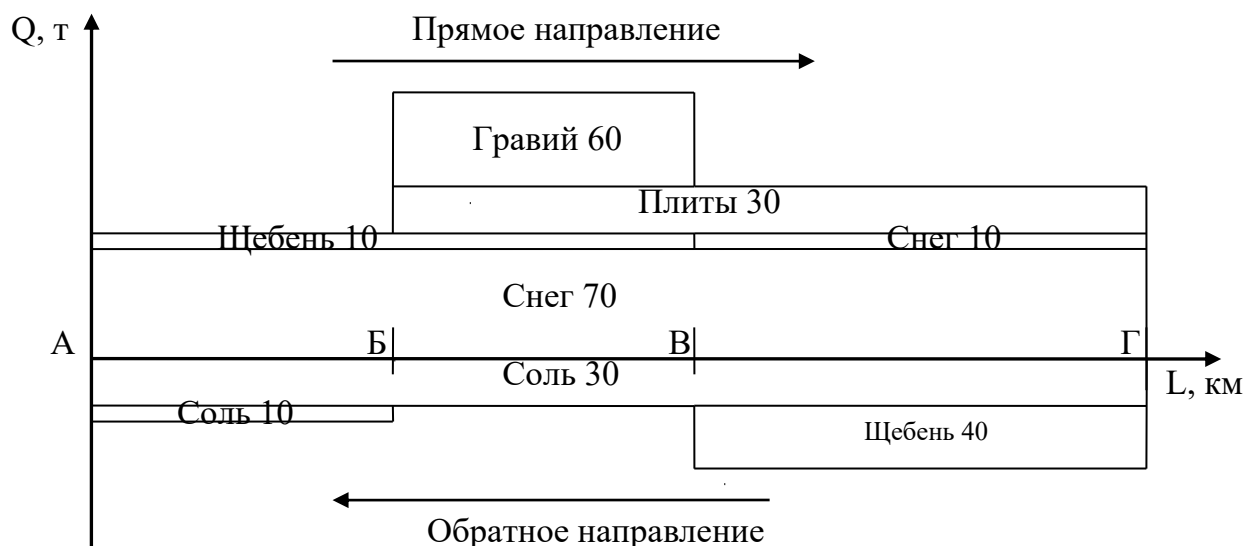 Q, т
Прямое направление
Гравий 60
Плиты 30
Щебень 10
Снег 10
Снег 70
А
Б
В
Г
Соль 30
L, км
Соль 10
Щебень 40
Обратное направление